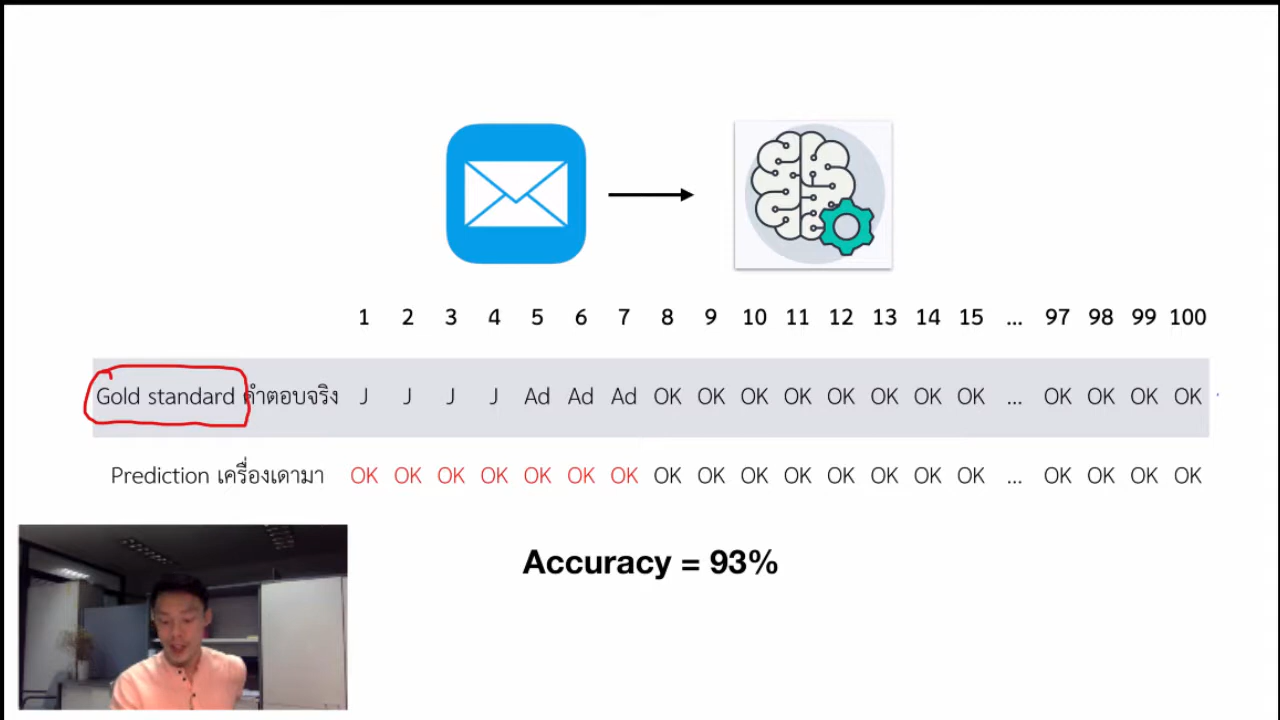 1 2 3 4 5 6 7 8 9 10 11 12 13 14 15 ... 97 98 99 100
Gold standard คำตอบจริง J J J J Ad Ad Ad OK OK OK OK OK OK OK OK ... OK OK OK OK
Prediction เครื่องเดามา OK OK OK OK OK OK OK OK OK OK OK OK OK OK OK ... OK OK OK OK
Accuracy = 93%